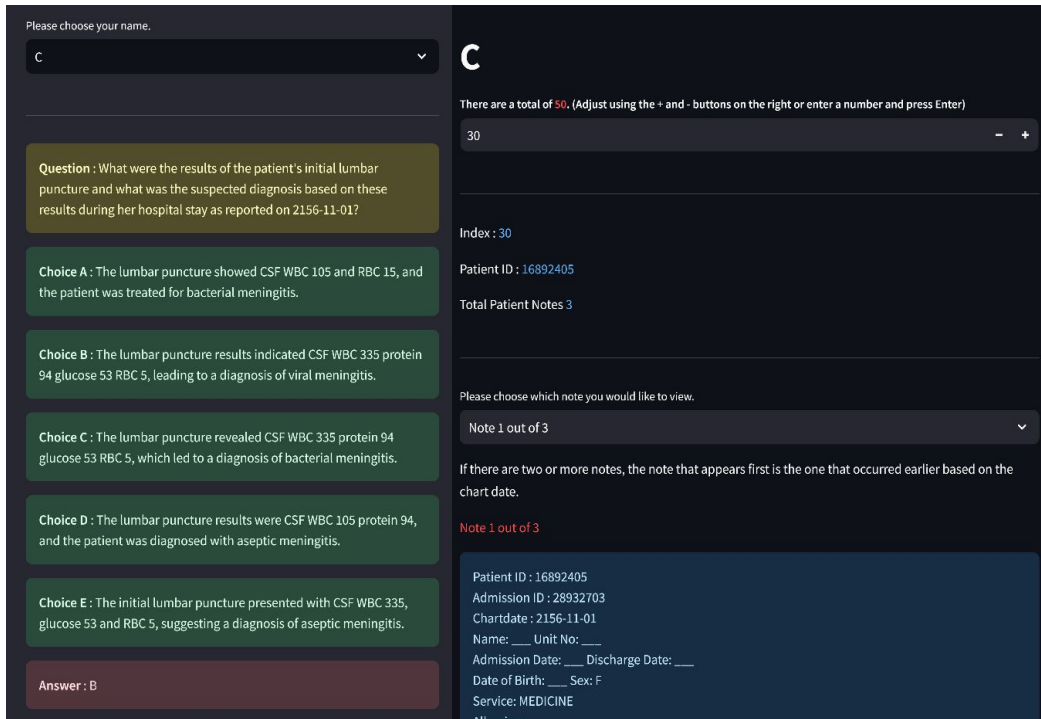 Please choose your name.
C
Question : What were the results of the patient's initial lumbar
puncture and what was the suspected diagnosis based on these
results during her hospital stay as reported on 2156-11-01?
Choice A : The lumbar puncture showed CSF WBC 105 and RBC 15, and
the patient was treated for bacterial meningitis.
Choice B : The lumbar puncture results indicated CSF WBC 335 protein
94 glucose 53 RBC 5, leading to a diagnosis of viral meningitis.
Choice C : The lumbar puncture revealed CSF WBC 335 protein 94
glucose 53 RBC 5, which led to a diagnosis of bacterial meningitis.
Choice D : The lumbar puncture results were CSF WBC 105 protein 94,
and the patient was diagnosed with aseptic meningitis.
Choice E : The initial lumbar puncture presented with CSF WBC 335,
glucose 53 and RBC 5, suggesting a diagnosis of aseptic meningitis.
Answer : B
C
There are a total of 50. (Adjust using the + and - buttons on the right or enter a number and press Enter)
30 - +
Index : 30
Patient ID : 16892405
Total Patient Notes 3
Please choose which note you would like to view.
Note 1 out of 3
If there are two or more notes, the note that appears first is the one that occurred earlier based on the
chart date.
Note 1 out of 3
Patient ID : 16892405
Admission ID : 28932703
Chartdate : 2156-11-01
Name: ___ Unit No: ___
Admission Date: ___ Discharge Date: ___
Date of Birth: ___ Sex: F
Service: MEDICINE